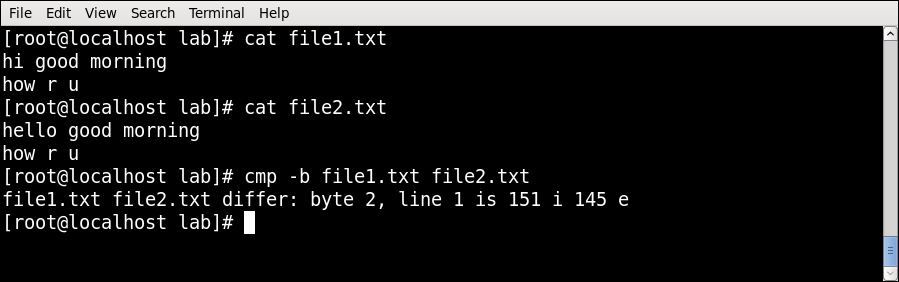 File Edit View Search Terminal Help
[root@localhost lab]# cat file1.txt
hi good morning
how r u
[root@localhost lab]# cat file2.txt
hello good morning
how r u
[root@localhost lab]# cmp -b file1.txt file2.txt
file1.txt file2.txt differ: byte 2, line 1 is 151 i 145 e
[root@localhost lab]#